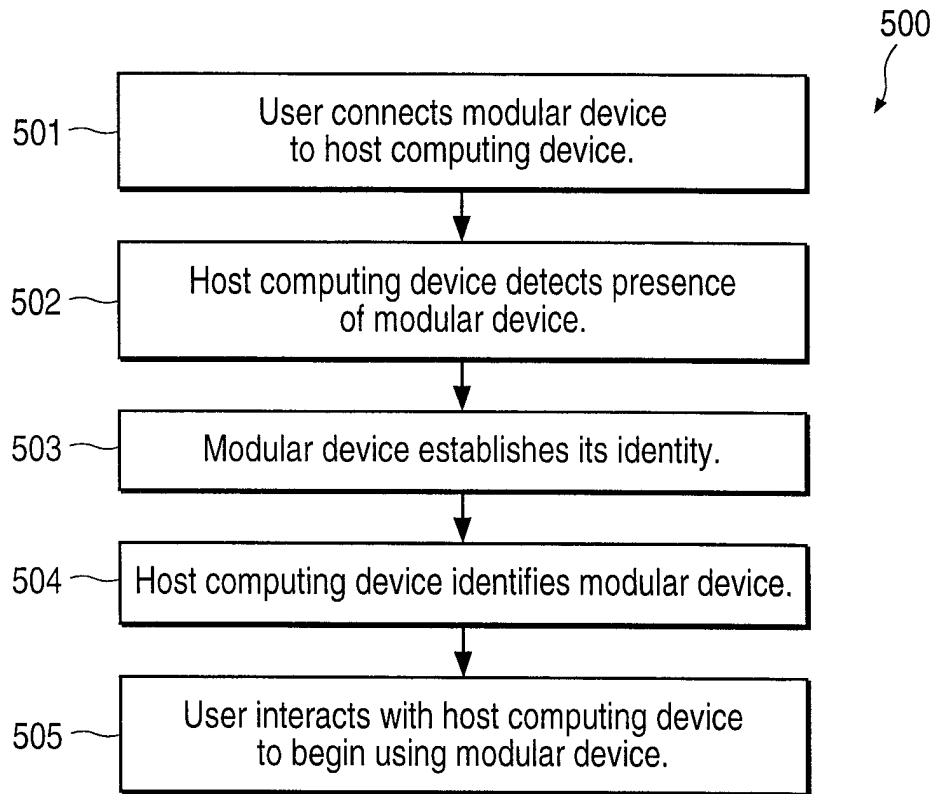 500
501
User connects modular device
to host computing device.
502
Host computing device detects presence
of modular device.
503
Modular device establishes its identity.
504
Host computing device identifies modular device.
505
User interacts with host computing device
to begin using modular device.